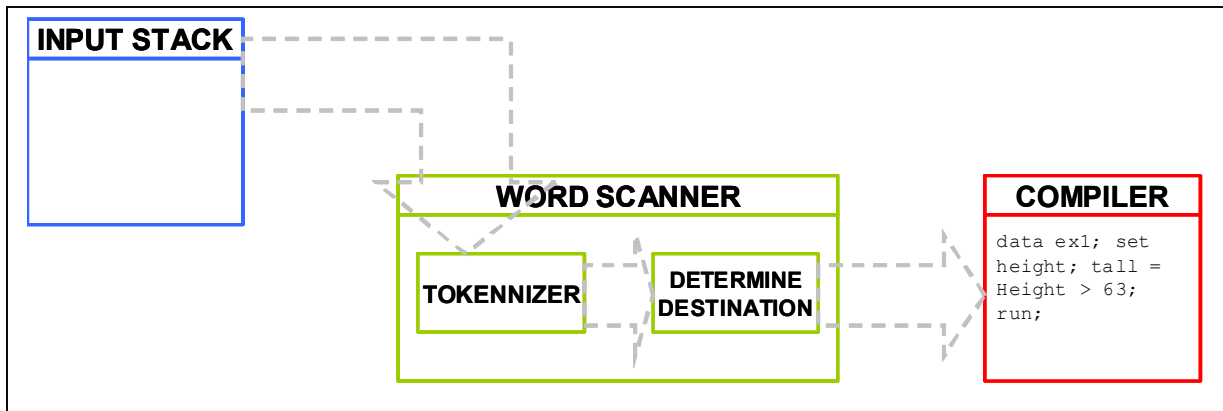 INPUT STACK
WORD SCANNER
TOKENNIZER
DETERMINE
DESTINATION
COMPILER
data ex1; set
height; tall =
Height > 63;
run;